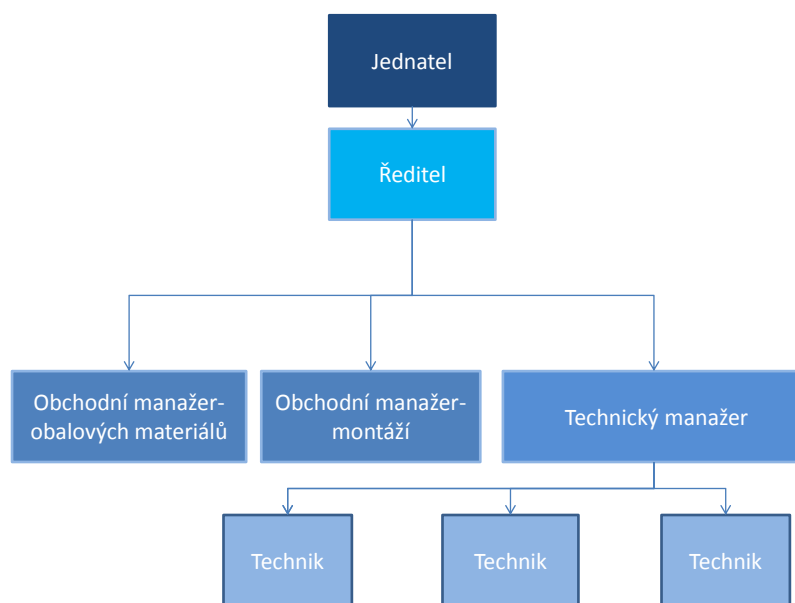 Jednatel
Ředitel
Obchodní manažer-
obalových materiálů
Obchodní manažer-
montáží
Technický manažer
Technik
Technik
Technik